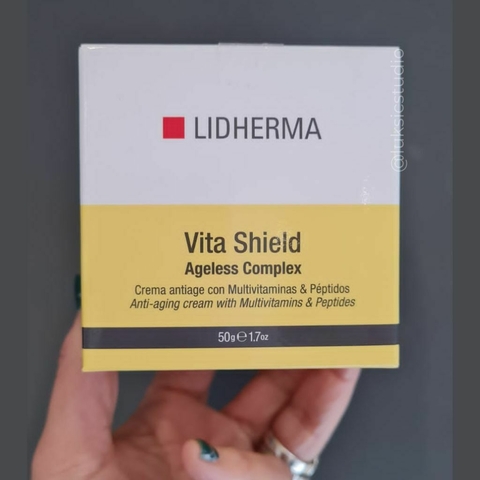 LIDHERMA
Vita Shield
Ageless Complex
Crema antiage con Multivitaminas & Péptidos
Anti-aging cream with Multivitamins & Peptides
50g ℮ 1,7oz
@luksicstudio